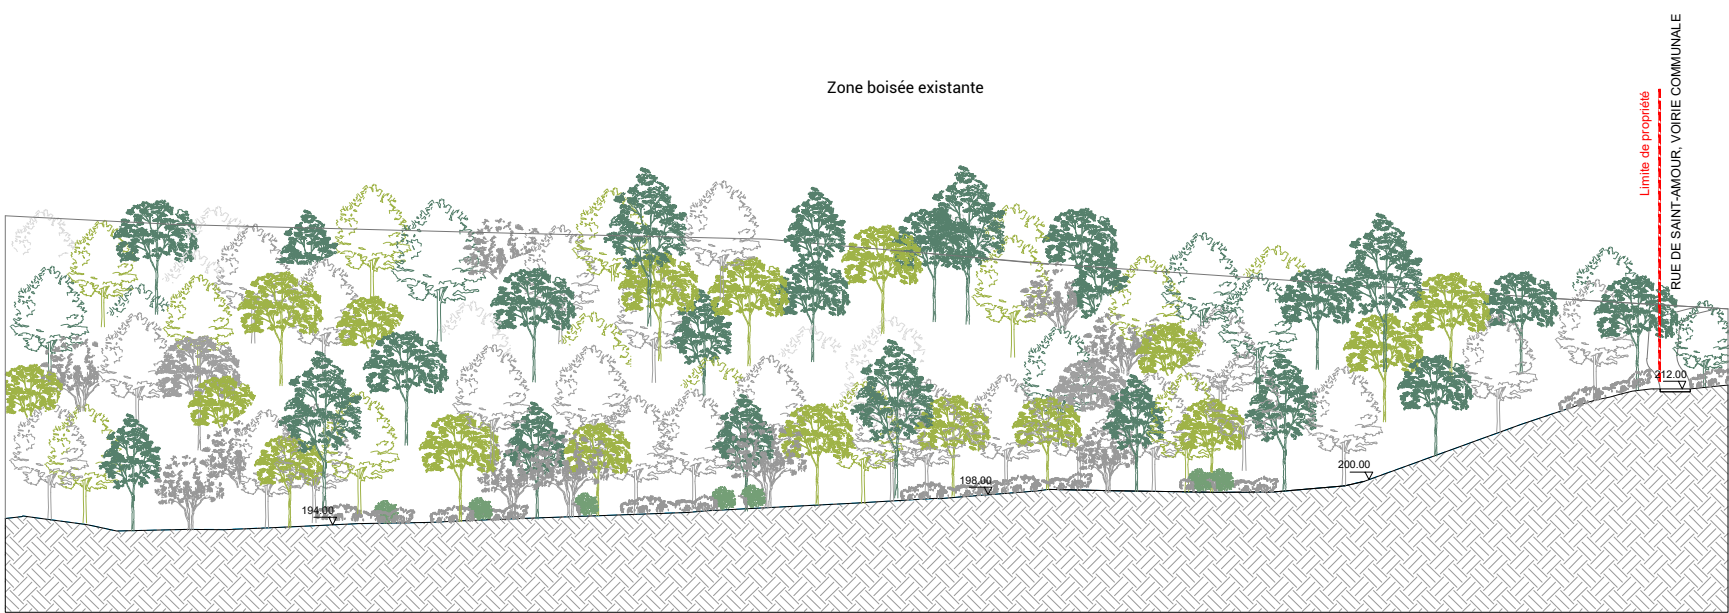 Zone boisée existante
Limite de propriété
RUE DE SAINT-AMOUR, VOIRIE COMMUNALE
194.00
198.00
200.00
212.00